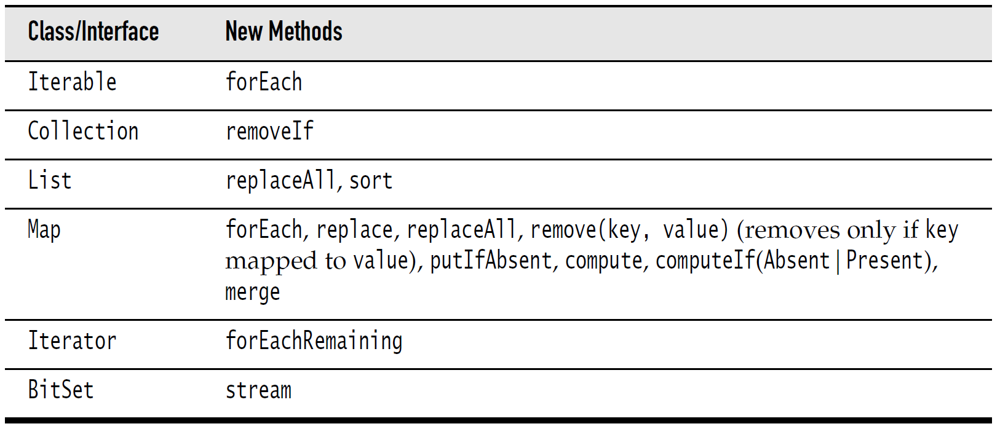 Class/Interface New Methods
Iterable forEach
Collection removeIf
List replaceAll, sort
Map forEach, replace, replaceAll, remove(key, value) (removes only if key
mapped to value), putIfAbsent, compute, computeIf(Absent|Present),
merge
Iterator forEachRemaining
BitSet stream